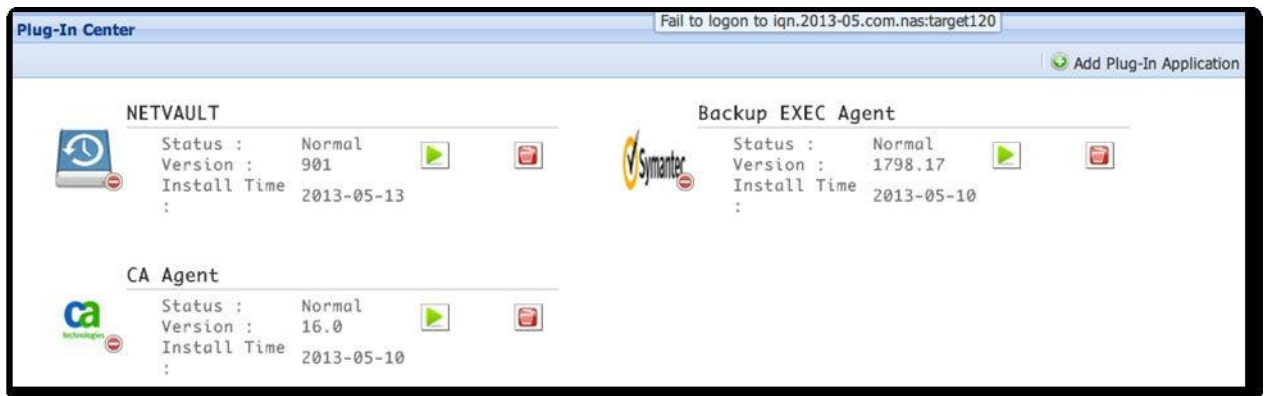 Plug-In Center
Fail to logon to iqn.2013-05.com.nas:target120
Add Plug-In Application
NETVAULT
Status : Normal
Version : 901
Install Time : 2013-05-13
Backup EXEC Agent
Symantec
Status : Normal
Version : 1798.17
Install Time : 2013-05-10
CA Agent
ca
technologies
Status : Normal
Version : 16.0
Install Time : 2013-05-10